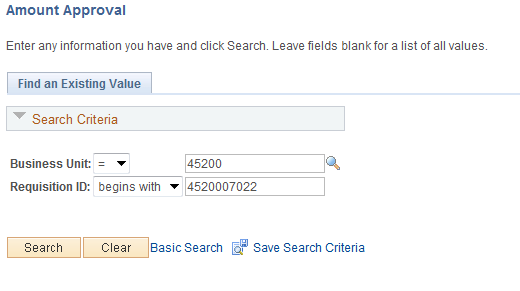 Amount Approval
Enter any information you have and click Search. Leave fields blank for a list of all values.
Find an Existing Value
Search Criteria
Business Unit: = 45200
Requisition ID: begins with 4520007022
Search Clear Basic Search Save Search Criteria